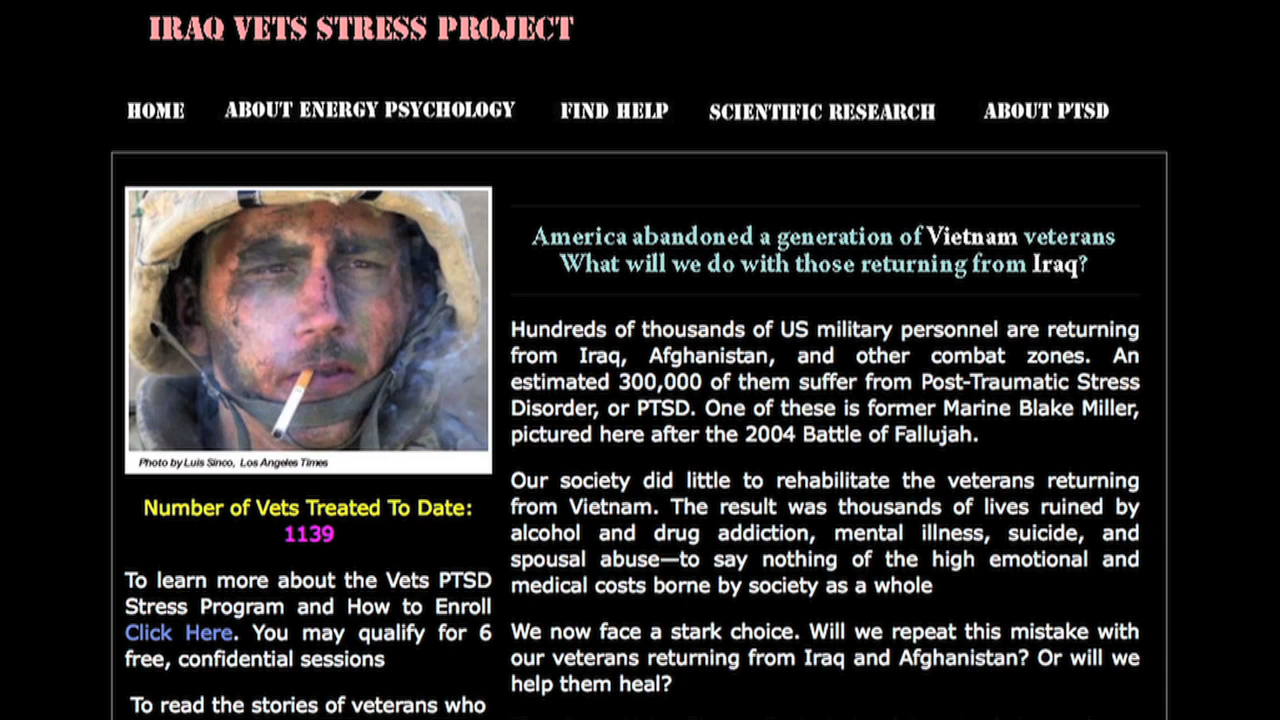 IRAQ VETS STRESS PROJECT
HOME ABOUT ENERGY PSYCHOLOGY FIND HELP SCIENTIFIC RESEARCH ABOUT PTSD
Photo by Luis Sinco, Los Angeles Times
Number of Vets Treated To Date:
1139
To learn more about the Vets PTSD
Stress Program and How to Enroll
Click Here. You may qualify for 6
free, confidential sessions
To read the stories of veterans who
America abandoned a generation of Vietnam veterans
What will we do with those returning from Iraq?
Hundreds of thousands of US military personnel are returning
from Iraq, Afghanistan, and other combat zones. An
estimated 300,000 of them suffer from Post-Traumatic Stress
Disorder, or PTSD. One of these is former Marine Blake Miller,
pictured here after the 2004 Battle of Fallujah.
Our society did little to rehabilitate the veterans returning
from Vietnam. The result was thousands of lives ruined by
alcohol and drug addiction, mental illness, suicide, and
spousal abuse—to say nothing of the high emotional and
medical costs borne by society as a whole
We now face a stark choice. Will we repeat this mistake with
our veterans returning from Iraq and Afghanistan? Or will we
help them heal?